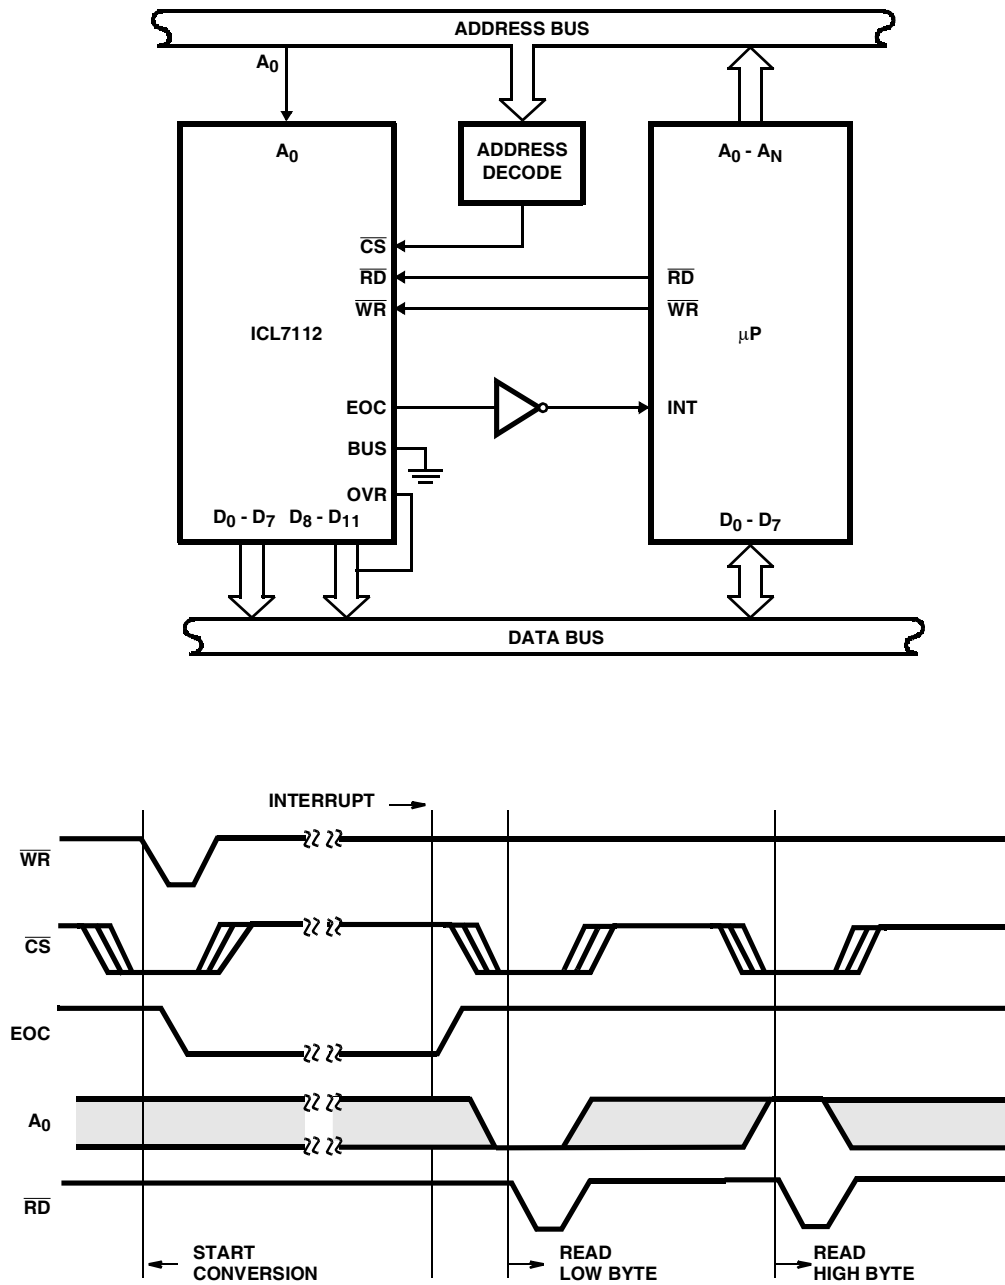 ADDRESS BUS
A0
A0
ADDRESS
DECODE
A0 - AN
CS
RD
RD
WR
WR
ICL7112
μP
EOC
INT
BUS
OVR
D0 - D7
D8 - D11
D0 - D7
DATA BUS
INTERRUPT
WR
CS
EOC
A0
RD
START
CONVERSION
READ
LOW BYTE
READ
HIGH BYTE